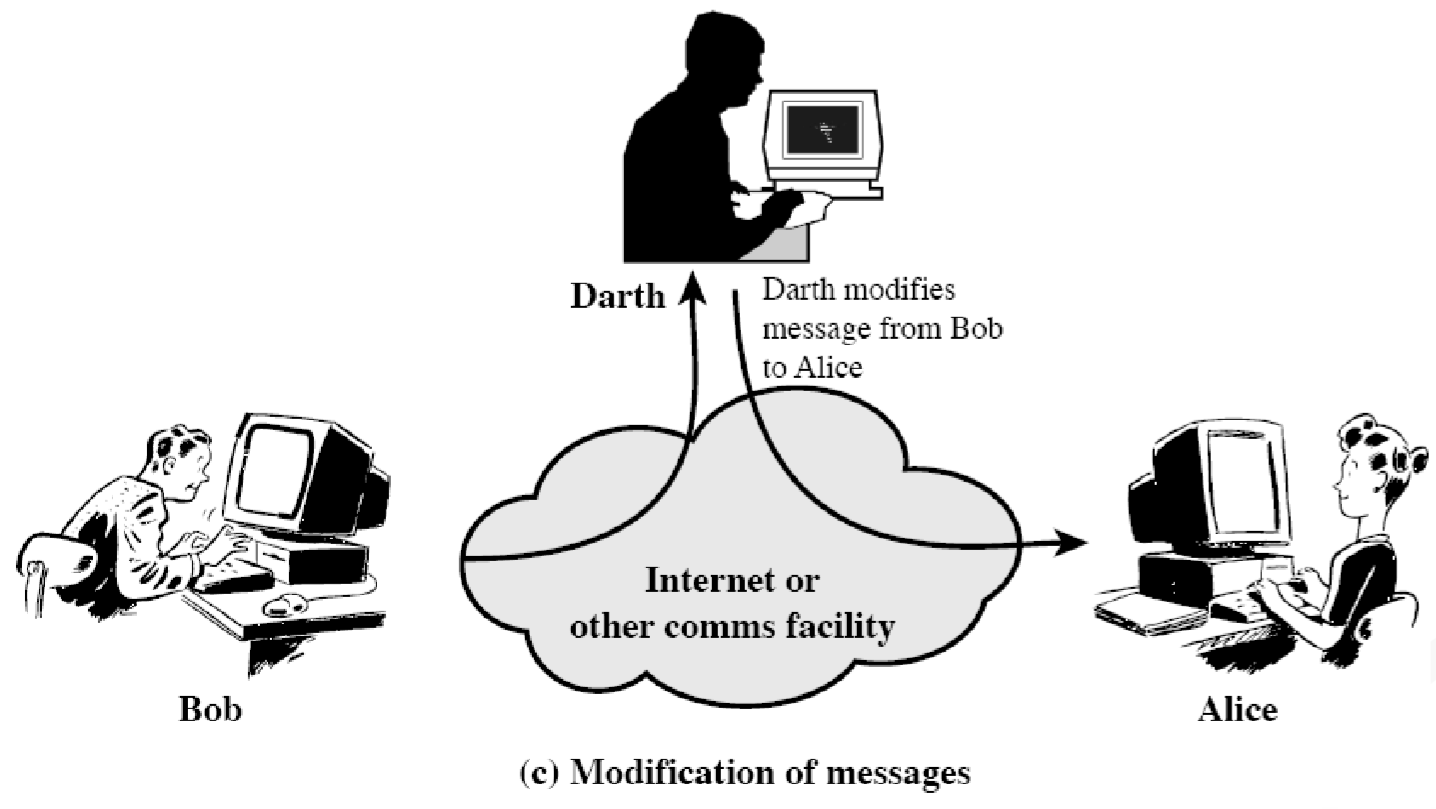 Darth
Darth modifies
message from Bob
to Alice
Internet or
other comms facility
Bob
Alice
(c) Modification of messages